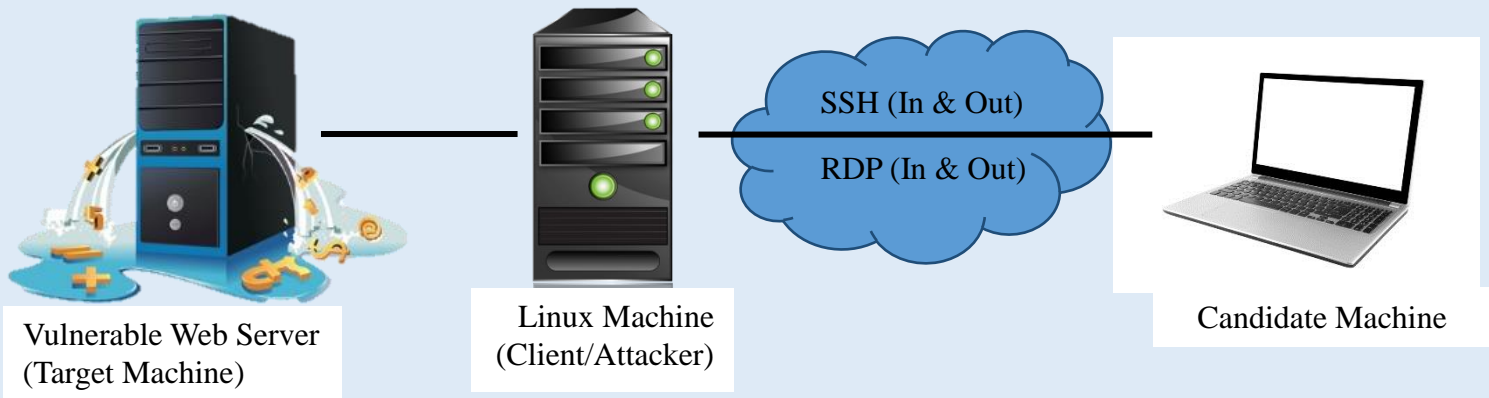 SSH (In & Out)
RDP (In & Out)
Vulnerable Web Server
(Target Machine)
Linux Machine
(Client/Attacker)
Candidate Machine